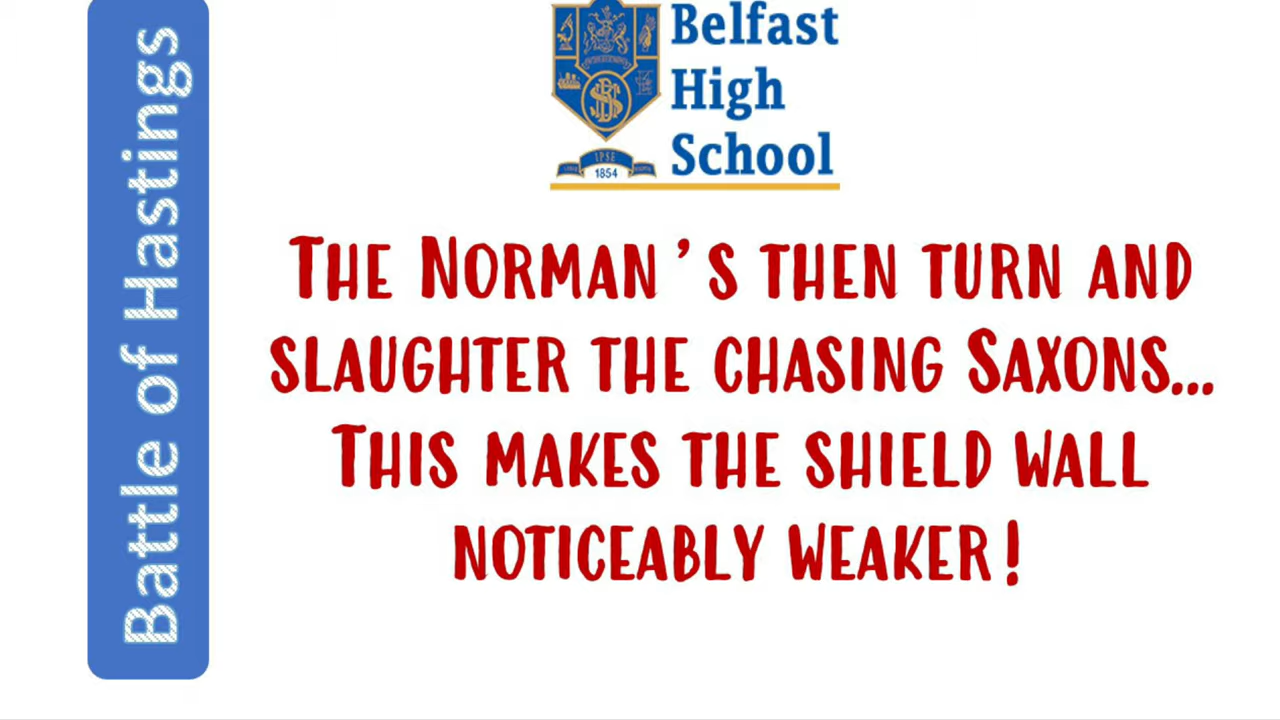 Battle of Hastings
Belfast
High
School
IPSE
1854
The Norman's then turn and
slaughter the chasing Saxons...
This makes the shield wall
noticeably weaker!